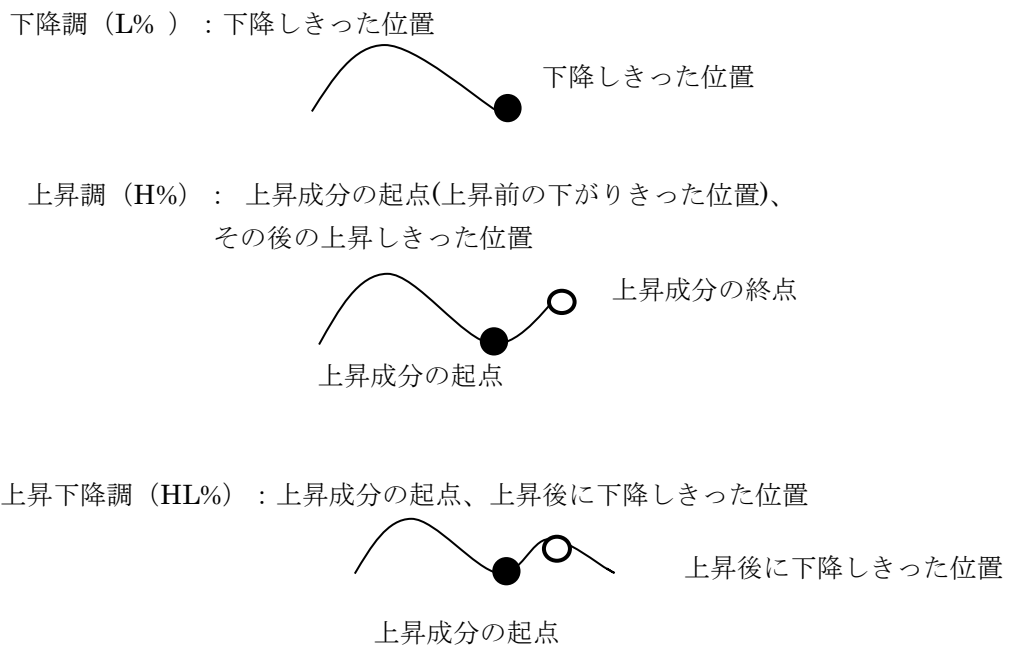 下降調（L% ）：下降しきった位置
下降しきった位置
上昇調（H%）： 上昇成分の起点(上昇前の下がりきった位置)、
その後の上昇しきった位置
上昇成分の終点
上昇成分の起点
上昇下降調（HL%）：上昇成分の起点、上昇後に下降しきった位置
上昇後に下降しきった位置
上昇成分の起点